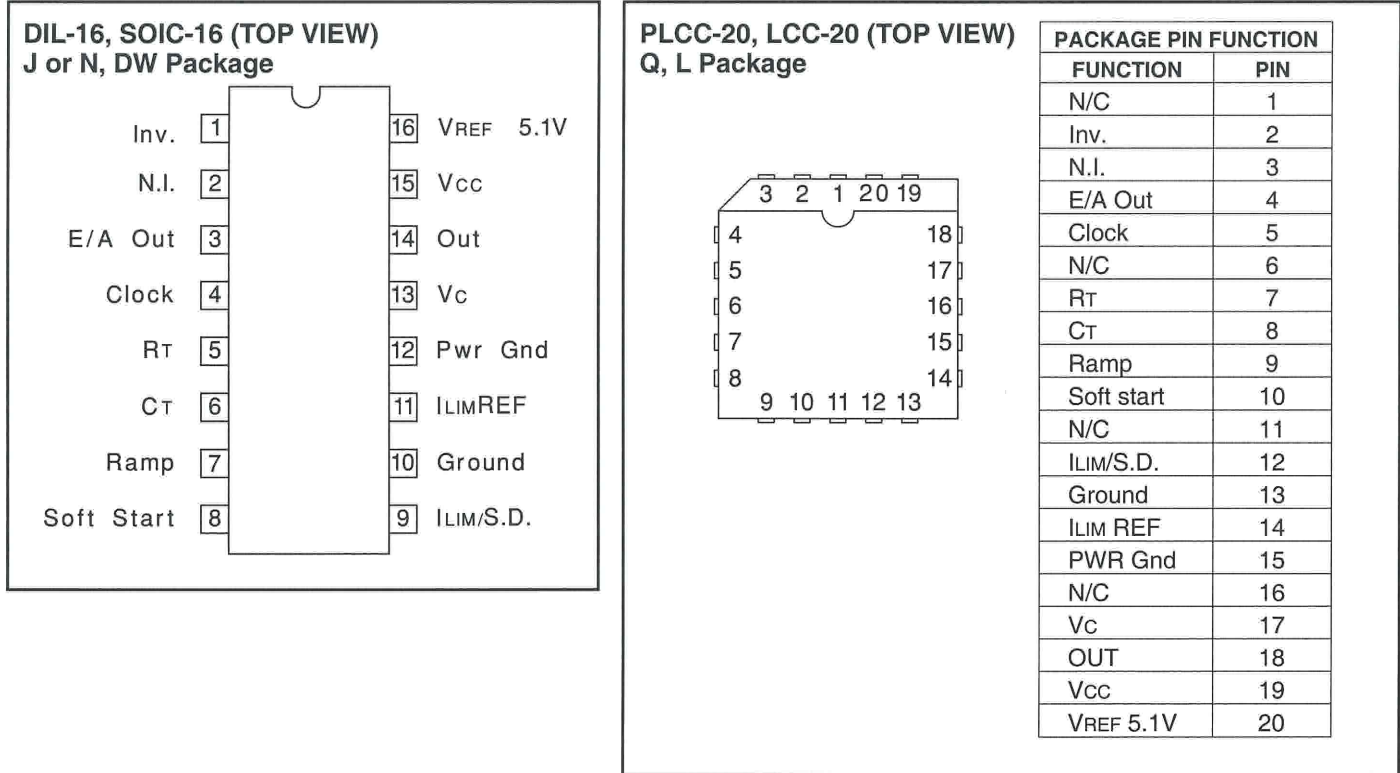 DIL-16, SOIC-16 (TOP VIEW)
J or N, DW Package
Inv. 1 16 VREF 5.1V
N.I. 2 15 VCC
E/A Out 3 14 Out
Clock 4 13 VC
RT 5 12 Pwr Gnd
CT 6 11 ILIMREF
Ramp 7 10 Ground
Soft Start 8 9 ILIM/S.D.
PLCC-20, LCC-20 (TOP VIEW)
Q, L Package
3 2 1 20 19
4 18
5 17
6 16
7 15
8 14
9 10 11 12 13
PACKAGE PIN FUNCTION
FUNCTION PIN
N/C 1
Inv. 2
N.I. 3
E/A Out 4
Clock 5
N/C 6
RT 7
CT 8
Ramp 9
Soft start 10
N/C 11
ILIM/S.D. 12
Ground 13
ILIM REF 14
PWR Gnd 15
N/C 16
VC 17
OUT 18
VCC 19
VREF 5.1V 20